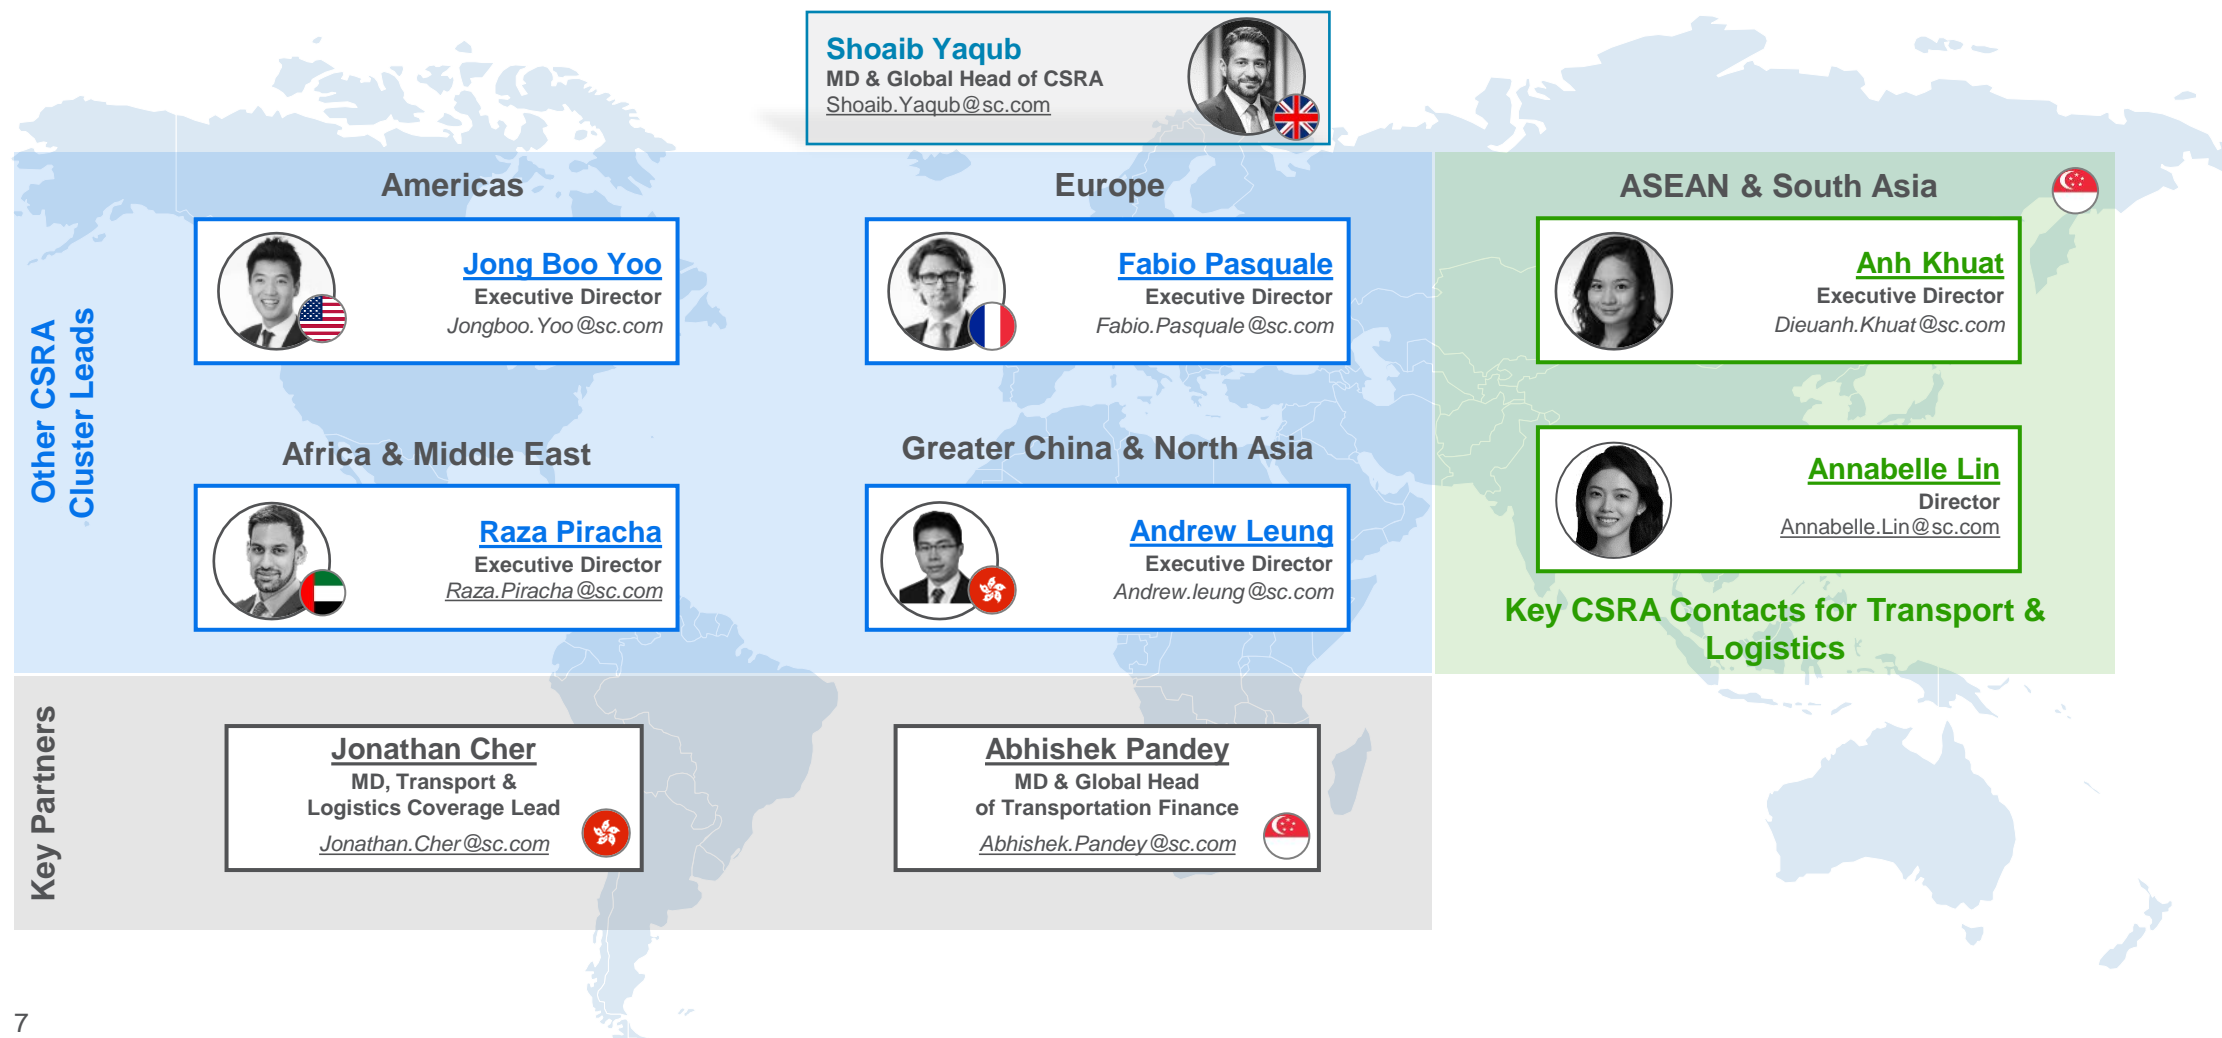 Shoaib Yaqub
MD & Global Head of CSRA
Shoaib.Yaqub@sc.com
Other CSRA
Cluster Leads
Americas
Jong Boo Yoo
Executive Director
Jongboo.Yoo@sc.com
Europe
Fabio Pasquale
Executive Director
Fabio.Pasquale@sc.com
Africa & Middle East
Raza Piracha
Executive Director
Raza.Piracha@sc.com
Greater China & North Asia
Andrew Leung
Executive Director
Andrew.leung@sc.com
ASEAN & South Asia
Anh Khuat
Executive Director
Dieuanh.Khuat@sc.com
Annabelle Lin
Director
Annabelle.Lin@sc.com
Key CSRA Contacts for Transport &
Logistics
Key Partners
Jonathan Cher
MD, Transport &
Logistics Coverage Lead
Jonathan.Cher@sc.com
Abhishek Pandey
MD & Global Head
of Transportation Finance
Abhishek.Pandey@sc.com
7